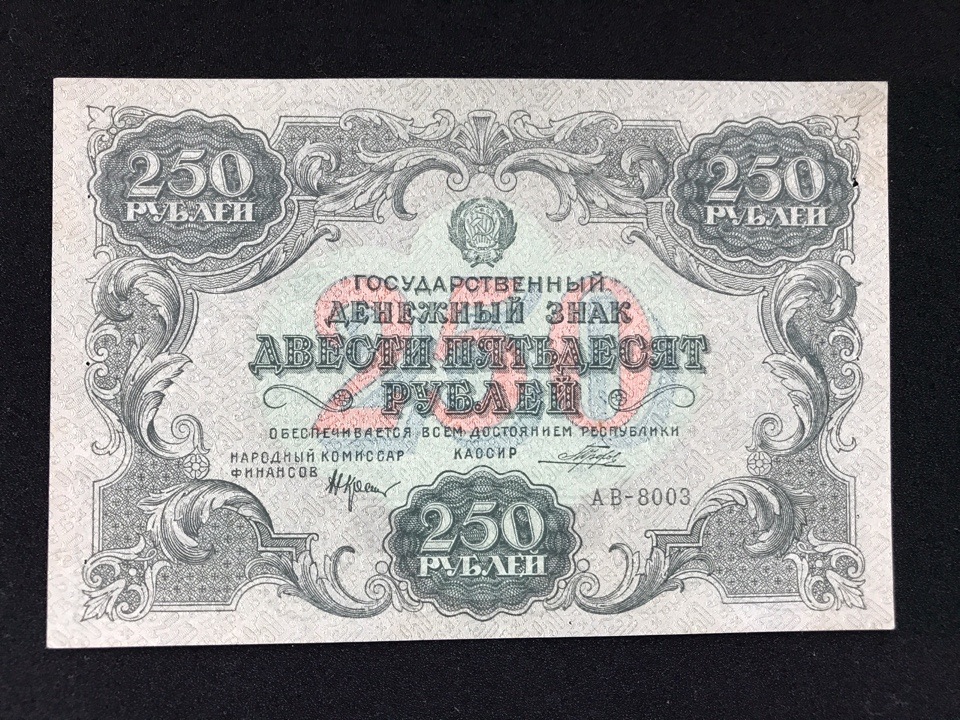 250
РУБЛЕЙ
250
РУБЛЕЙ
ГОСУДАРСТВЕННЫЙ
ДЕНЕЖНЫЙ ЗНАК
250
ДВЕСТИ ПЯТЬДЕСЯТ
РУБЛЕЙ
ОБЕСПЕЧИВАЕТСЯ ВСЕМ ДОСТОЯНИЕМ РЕСПУБЛИКИ
НАРОДНЫЙ КОМИССАР
ФИНАНСОВ
КАССИР
АВ-8003
250
РУБЛЕЙ